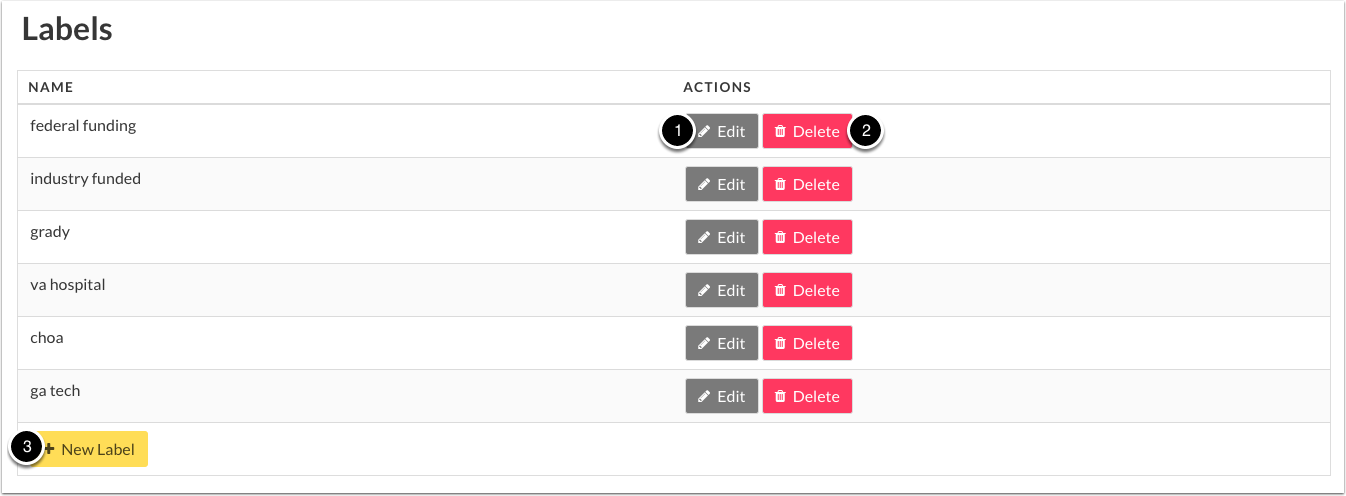 Labels
NAME ACTIONS
federal funding 1 Edit Delete 2
industry funded Edit Delete
grady Edit Delete
va hospital Edit Delete
choa Edit Delete
ga tech Edit Delete
3 + New Label